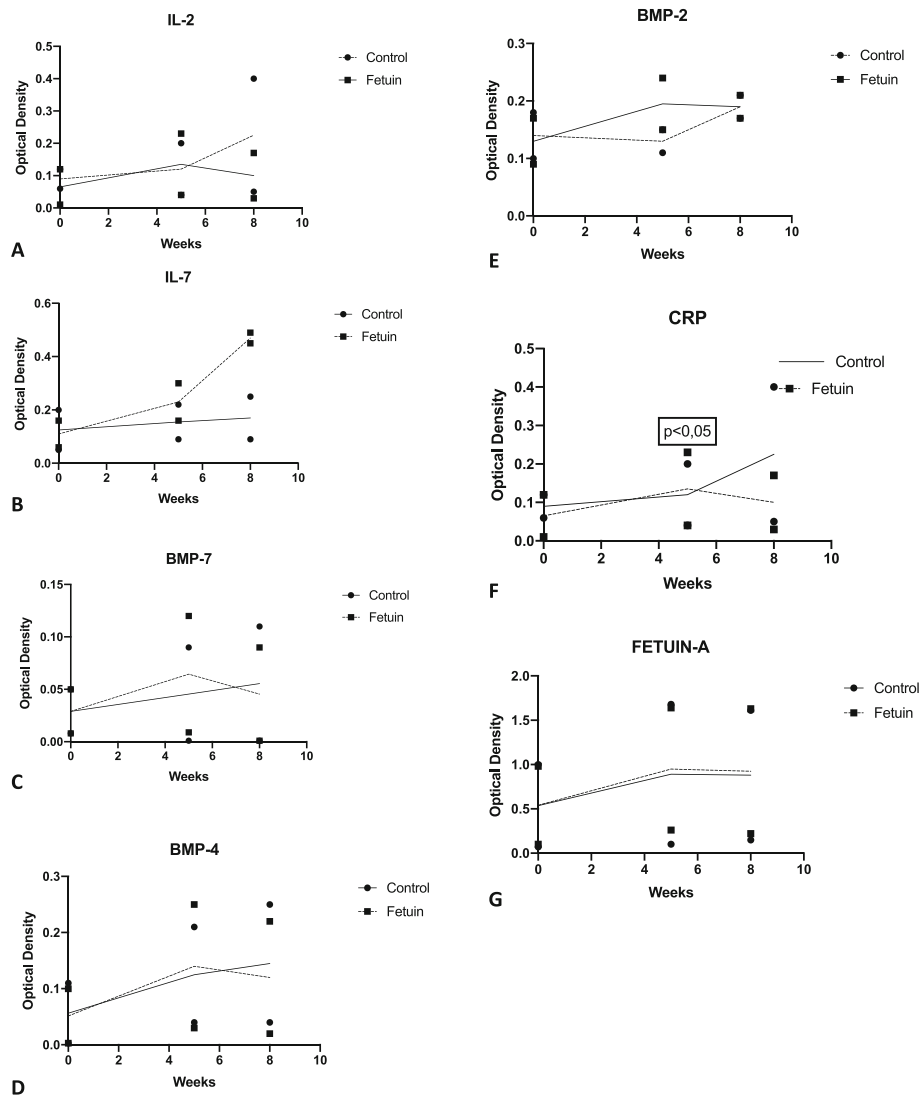 IL-2
0.5
0.4
0.3
0.2
0.1
0.0
0 2 4 6 8 10
Optical Density
Weeks
Control
Fetuin
A
IL-7
0.6
0.4
0.2
0.0
0 2 4 6 8 10
Optical Density
Weeks
Control
Fetuin
B
BMP-7
0.15
0.10
0.05
0.00
0 2 4 6 8 10
Optical Density
Weeks
Control
Fetuin
C
BMP-4
0.3
0.2
0.1
0.0
0 2 4 6 8 10
Optical Density
Weeks
Control
Fetuin
D
BMP-2
0.3
0.2
0.1
0.0
0 2 4 6 8 10
Optical Density
Weeks
Control
Fetuin
E
CRP
0.5
0.4
0.3
0.2
0.1
0.0
0 2 4 6 8 10
Optical Density
Weeks
Control
Fetuin
p<0,05
F
FETUIN-A
2.0
1.5
1.0
0.5
0.0
0 2 4 6 8 10
Optical Density
Weeks
Control
Fetuin
G